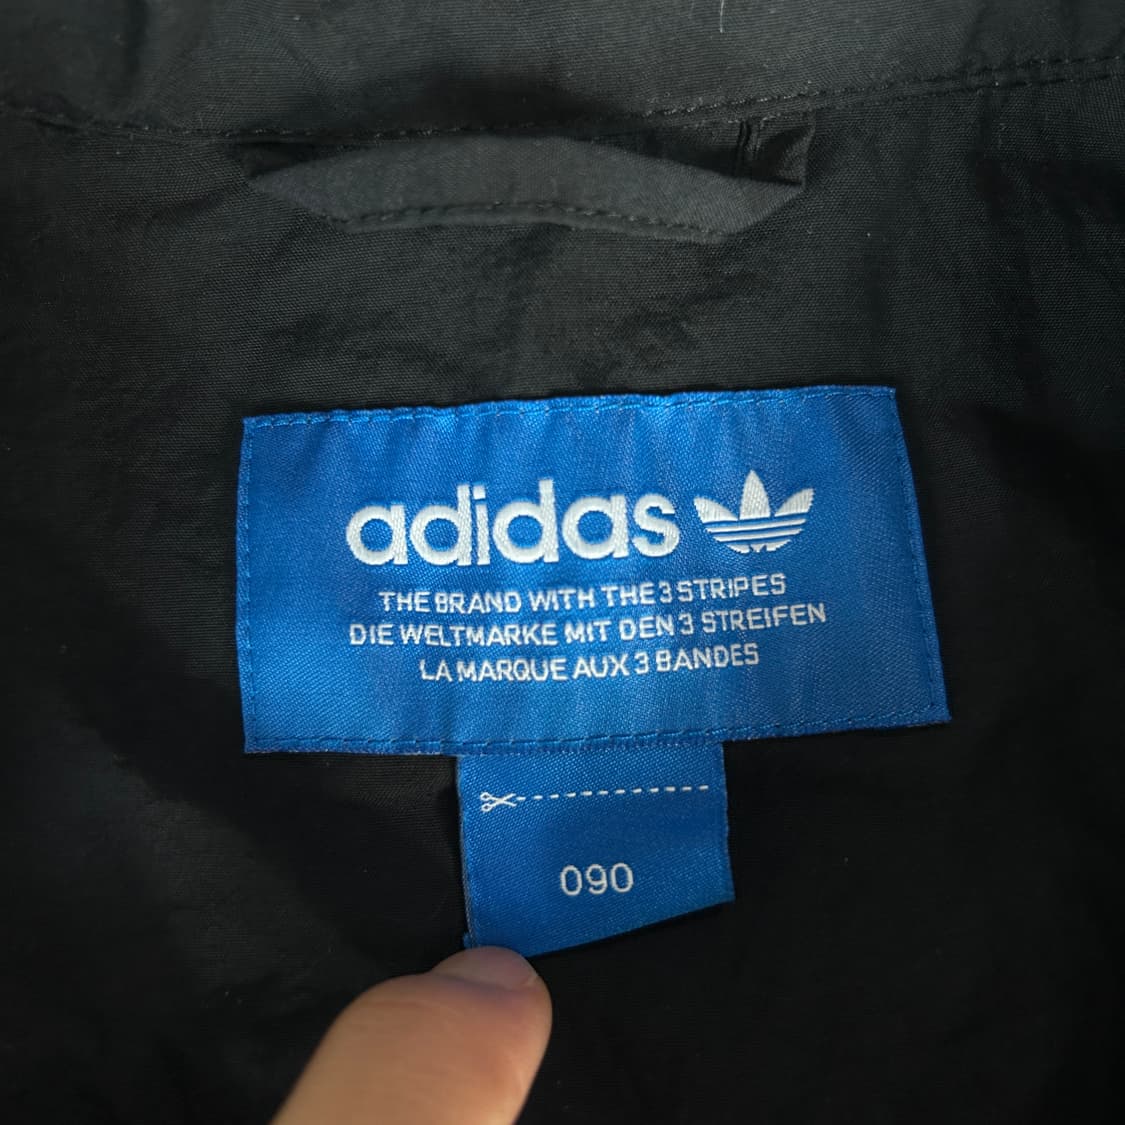 adidas
THE BRAND WITH THE 3 STRIPES
DIE WELTMARKE MIT DEN 3 STREIFEN
LA MARQUE AUX 3 BANDES
090